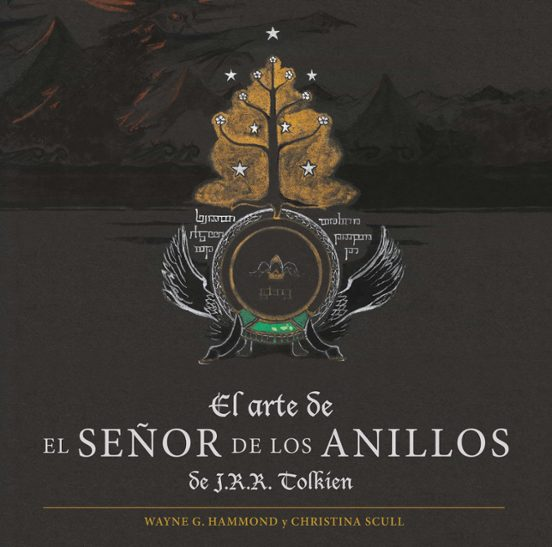 El arte de
EL SEÑOR DE LOS ANILLOS
de J.R.R. Tolkien
WAYNE G. HAMMOND y CHRISTINA SCULL